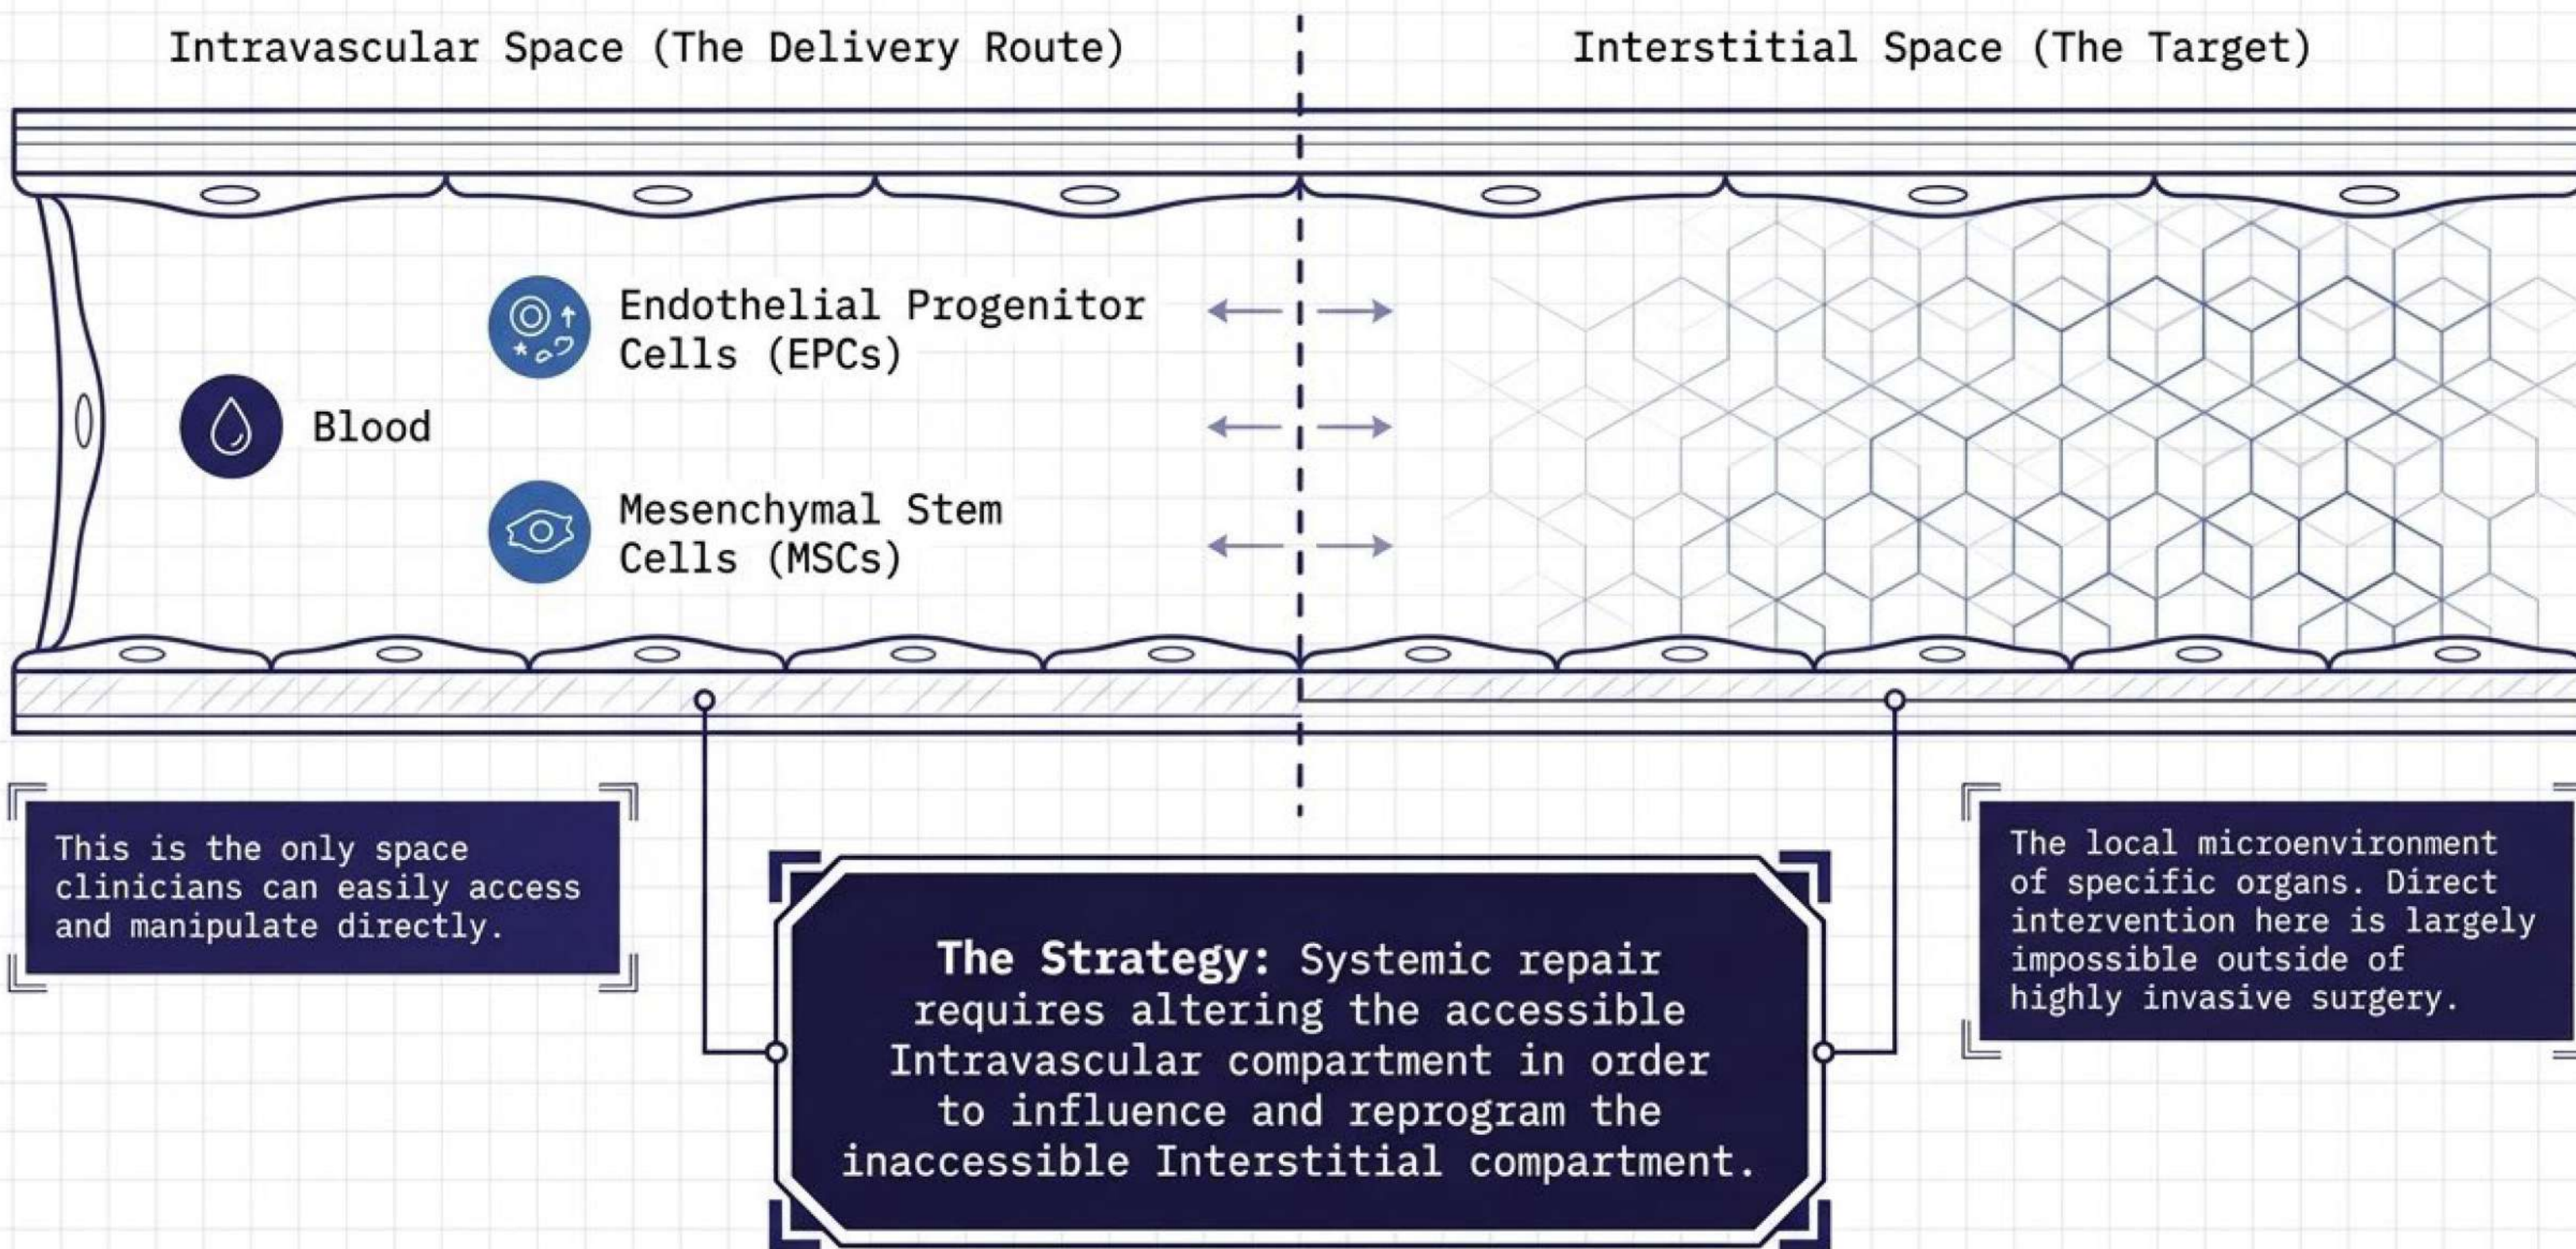 Intravascular Space (The Delivery Route)
Interstitial Space (The Target)
Endothelial Progenitor
Cells (EPCs)
Blood
Mesenchymal Stem
Cells (MSCs)
This is the only space
clinicians can easily access
and manipulate directly.
The Strategy: Systemic repair
requires altering the accessible
Intravascular compartment in order
to influence and reprogram the
inaccessible Interstitial compartment.
The local microenvironment
of specific organs. Direct
intervention here is largely
impossible outside of
highly invasive surgery.